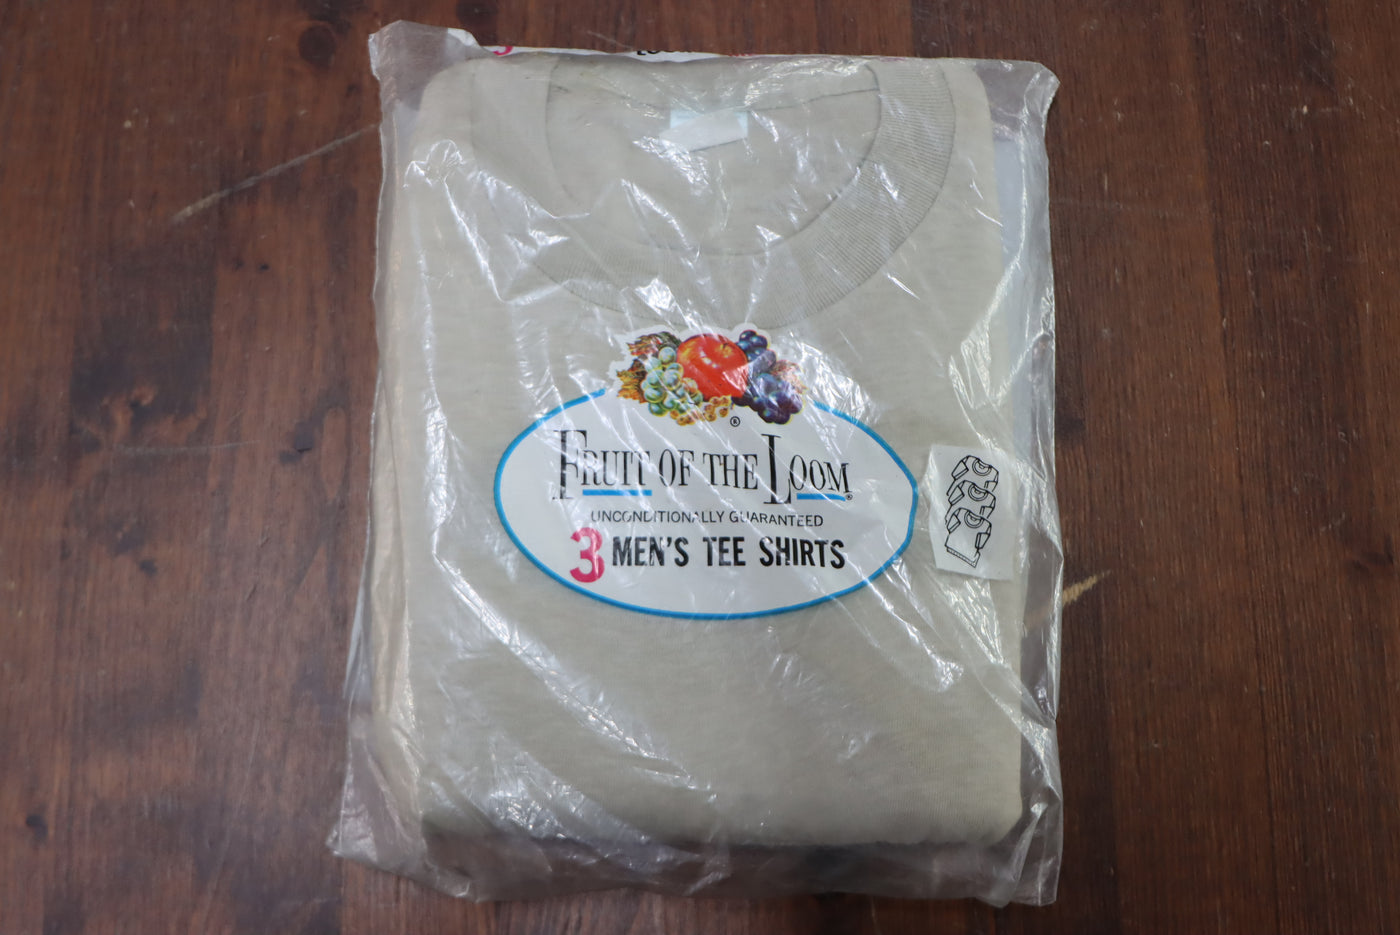 ®
FRUIT OF THE LOOM®
UNCONDITIONALLY GUARANTEED
3 MEN'S TEE SHIRTS